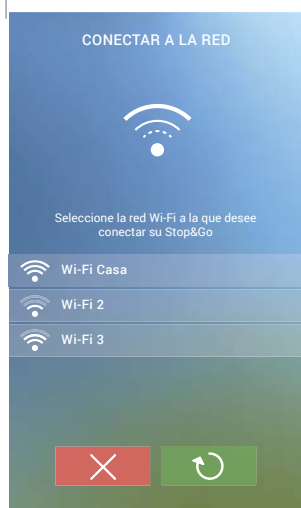 CONECTAR A LA RED
Seleccione la red Wi-Fi a la que desee
conectar su Stop&Go
Wi-Fi Casa
Wi-Fi 2
Wi-Fi 3